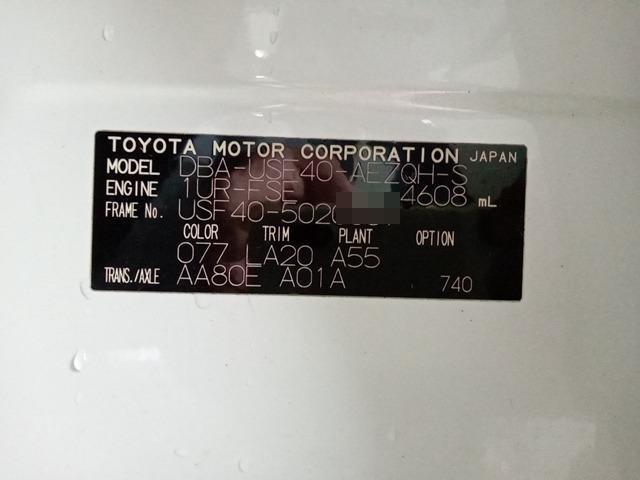 TOYOTA MOTOR CORPORATION JAPAN
MODEL DBA-USF40-AEZQH-S
ENGINE 1UR-FSE 4608 mL
FRAME No. USF40-5020
COLOR TRIM PLANT OPTION
077 LA20 A55
TRANS./AXLE AA80E A01A 740